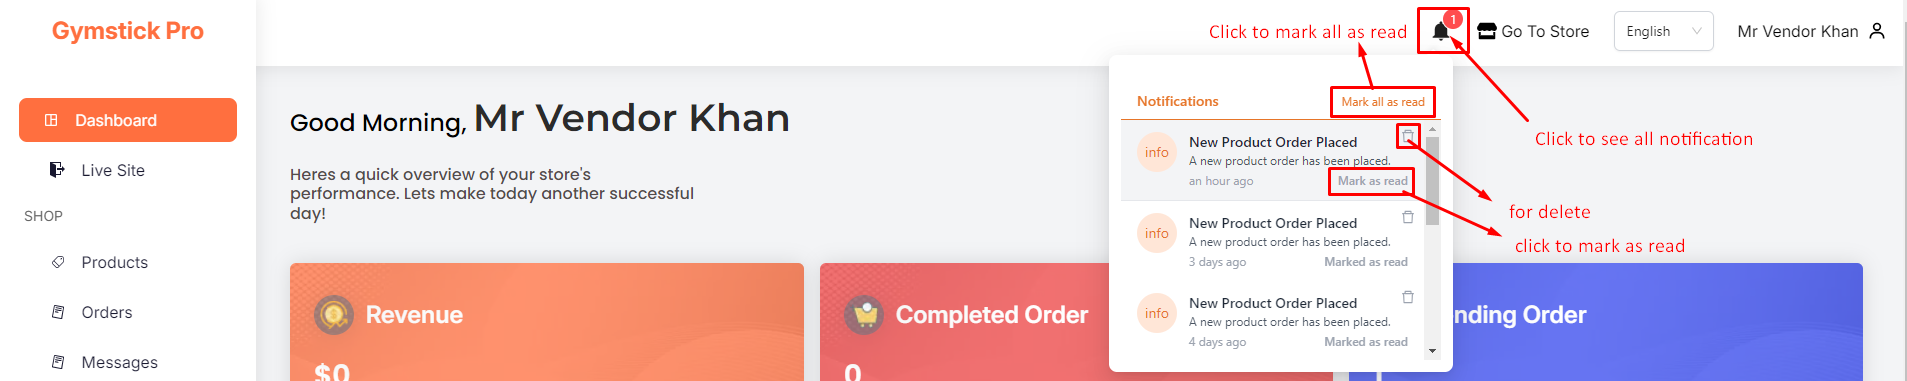 Gymstick Pro
Click to mark all as read
1
Go To Store
English
Mr Vendor Khan
Dashboard
Live Site
SHOP
Products
Orders
Messages
Good Morning, Mr Vendor Khan
Heres a quick overview of your store's
performance. Lets make today another successful
day!
Notifications
Mark all as read
info
New Product Order Placed
A new product order has been placed.
an hour ago
Mark as read
info
New Product Order Placed
A new product order has been placed.
3 days ago
Marked as read
info
New Product Order Placed
A new product order has been placed.
4 days ago
Marked as read
Click to see all notification
for delete
click to mark as read
Revenue
$0
Completed Order
0
nding Order